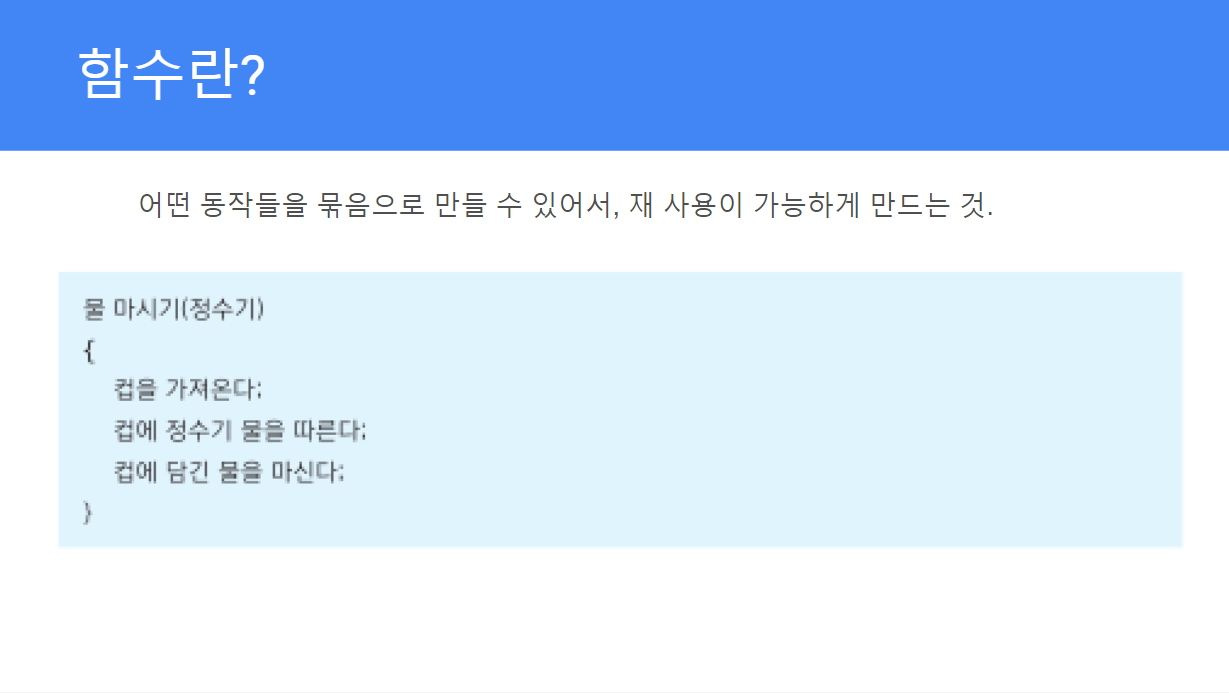 함수란?
어떤 동작들을 묶음으로 만들 수 있어서, 재 사용이 가능하게 만드는 것.
물 마시기(정수기)
{
컵을 가져온다;
컵에 정수기 물을 따른다;
컵에 담긴 물을 마신다;
}